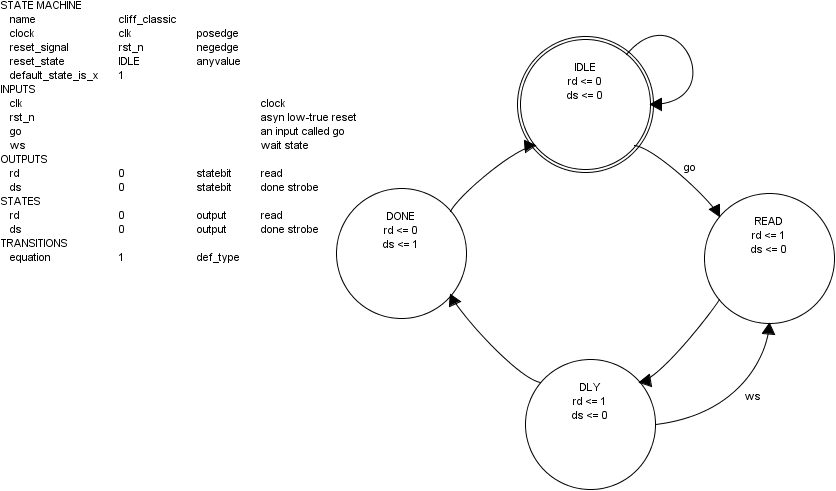 STATE MACHINE
name cliff_classic
clock clk posedge
reset_signal rst_n negedge
reset_state IDLE anyvalue
default_state_is_x 1
INPUTS
clk clock
rst_n asyn low-true reset
go an input called go
ws wait state
OUTPUTS
rd 0 statebit read
ds 0 statebit done strobe
STATES
rd 0 output read
ds 0 output done strobe
TRANSITIONS
equation 1 def_type
IDLE
rd <= 0
ds <= 0
go
READ
rd <= 1
ds <= 0
DONE
rd <= 0
ds <= 1
DLY
rd <= 1
ds <= 0
ws